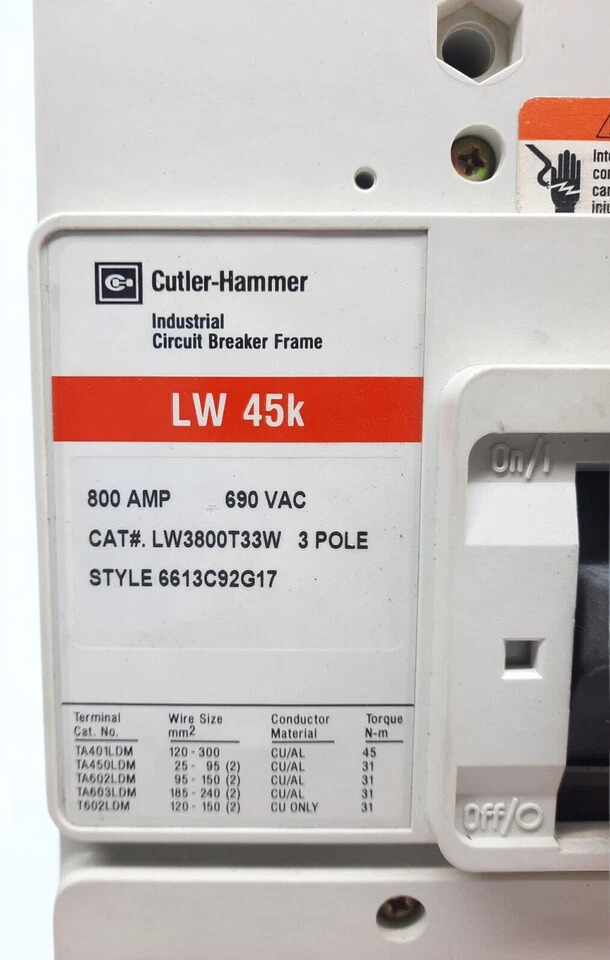 Cutler-Hammer
Industrial
Circuit Breaker Frame
LW 45k
800 AMP 690 VAC
CAT#. LW3800T33W 3 POLE
STYLE 6613C92G17
Terminal Wire Size Conductor Torque
Cat. No. mm2 Material N-m
TA401LDM 120-300 CU/AL 45
TA450LDM 25- 95 (2) CU/AL 31
TA602LDM 95-150 (2) CU/AL 31
TA603LDM 185-240 (2) CU/AL 31
T602LDM 120-150 (2) CU ONLY 31
On/I
Off/O